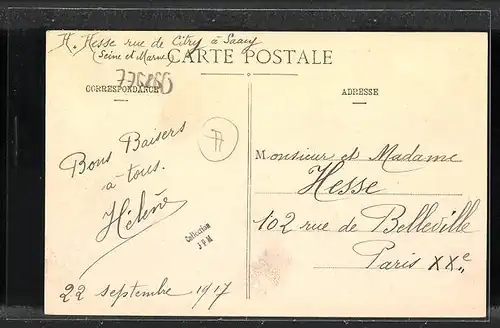 H. Hesse rue de Citry à Saacy
(Seine et Marne)
CARTE POSTALE
CORRESPONDANCE
ADRESSE
Bons Baisers
à tous.
Hélène
Collection
JPM
22 septembre 1917
Monsieur et Madame
Hesse
102 rue de Belleville
Paris XXe